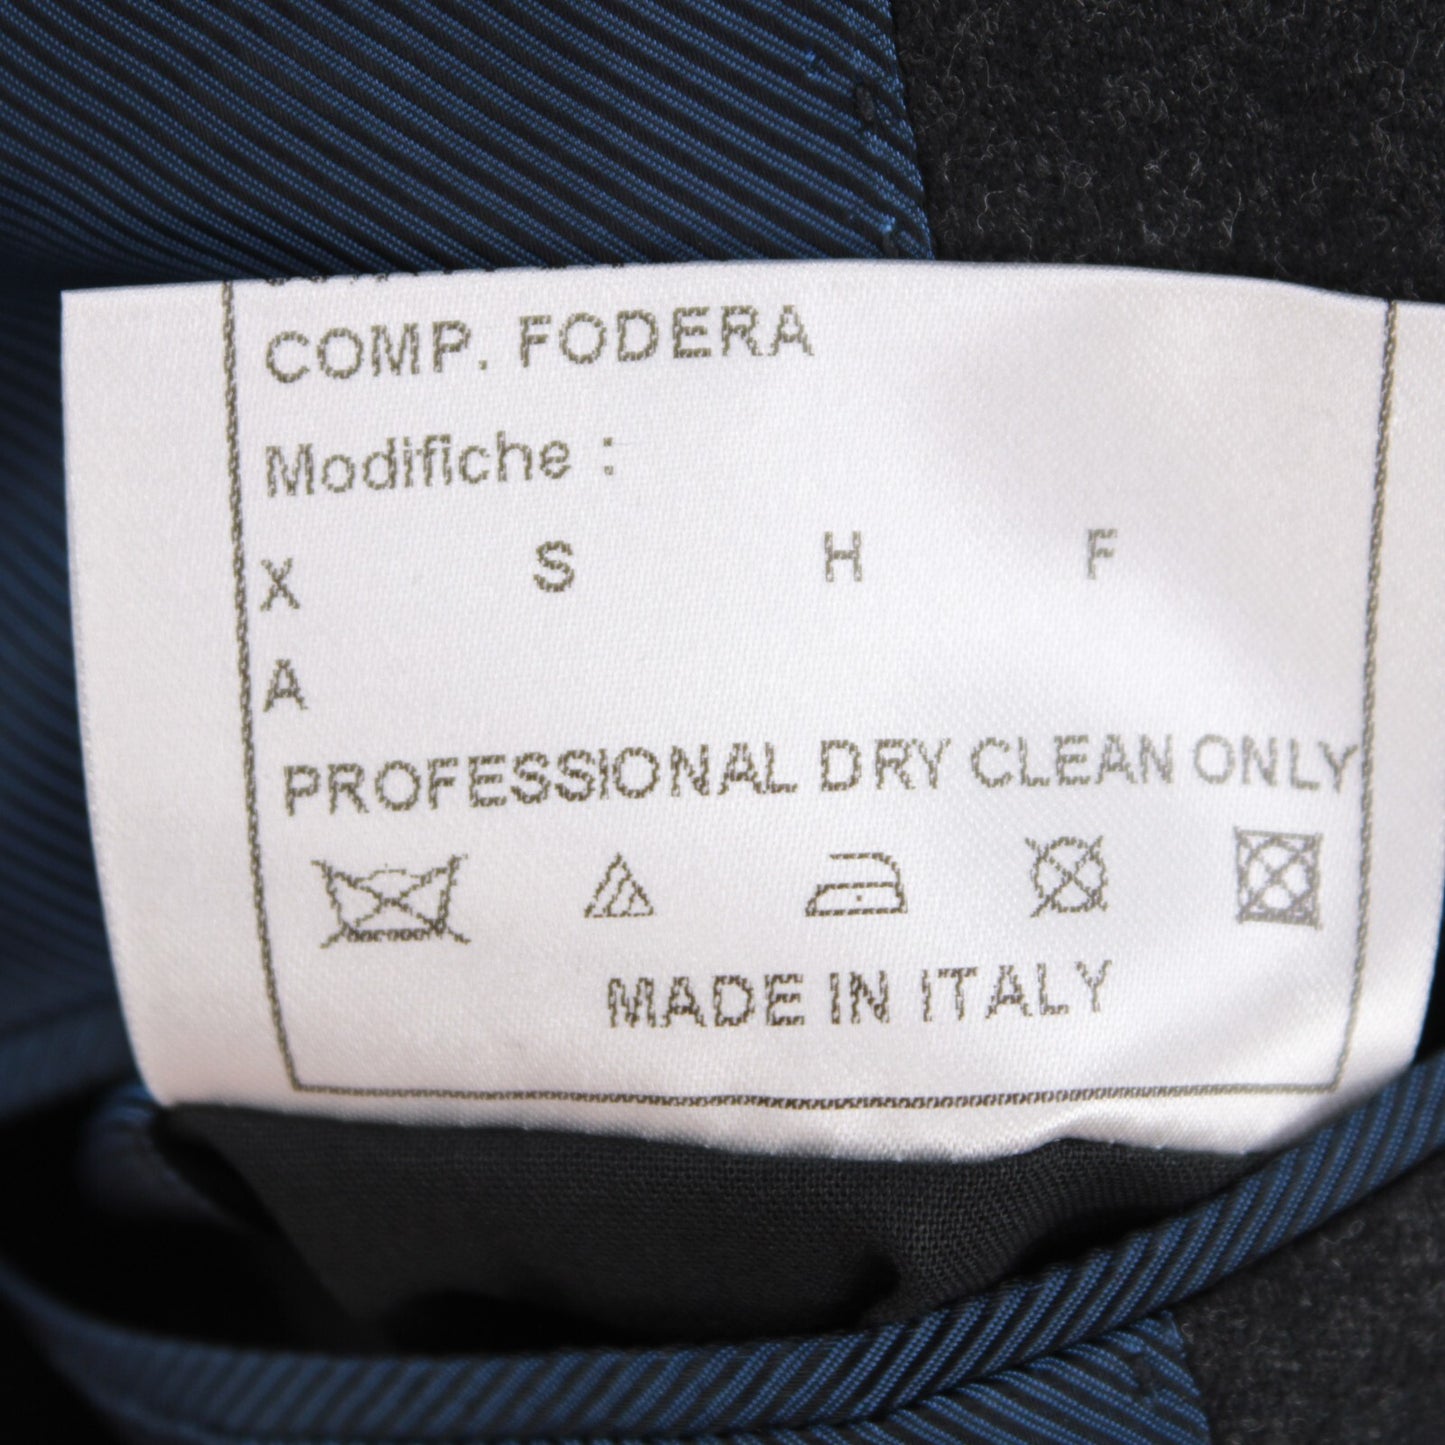 COMP. FODERA
Modifiche :
X S H F
A
PROFESSIONAL DRY CLEAN ONLY
MADE IN ITALY